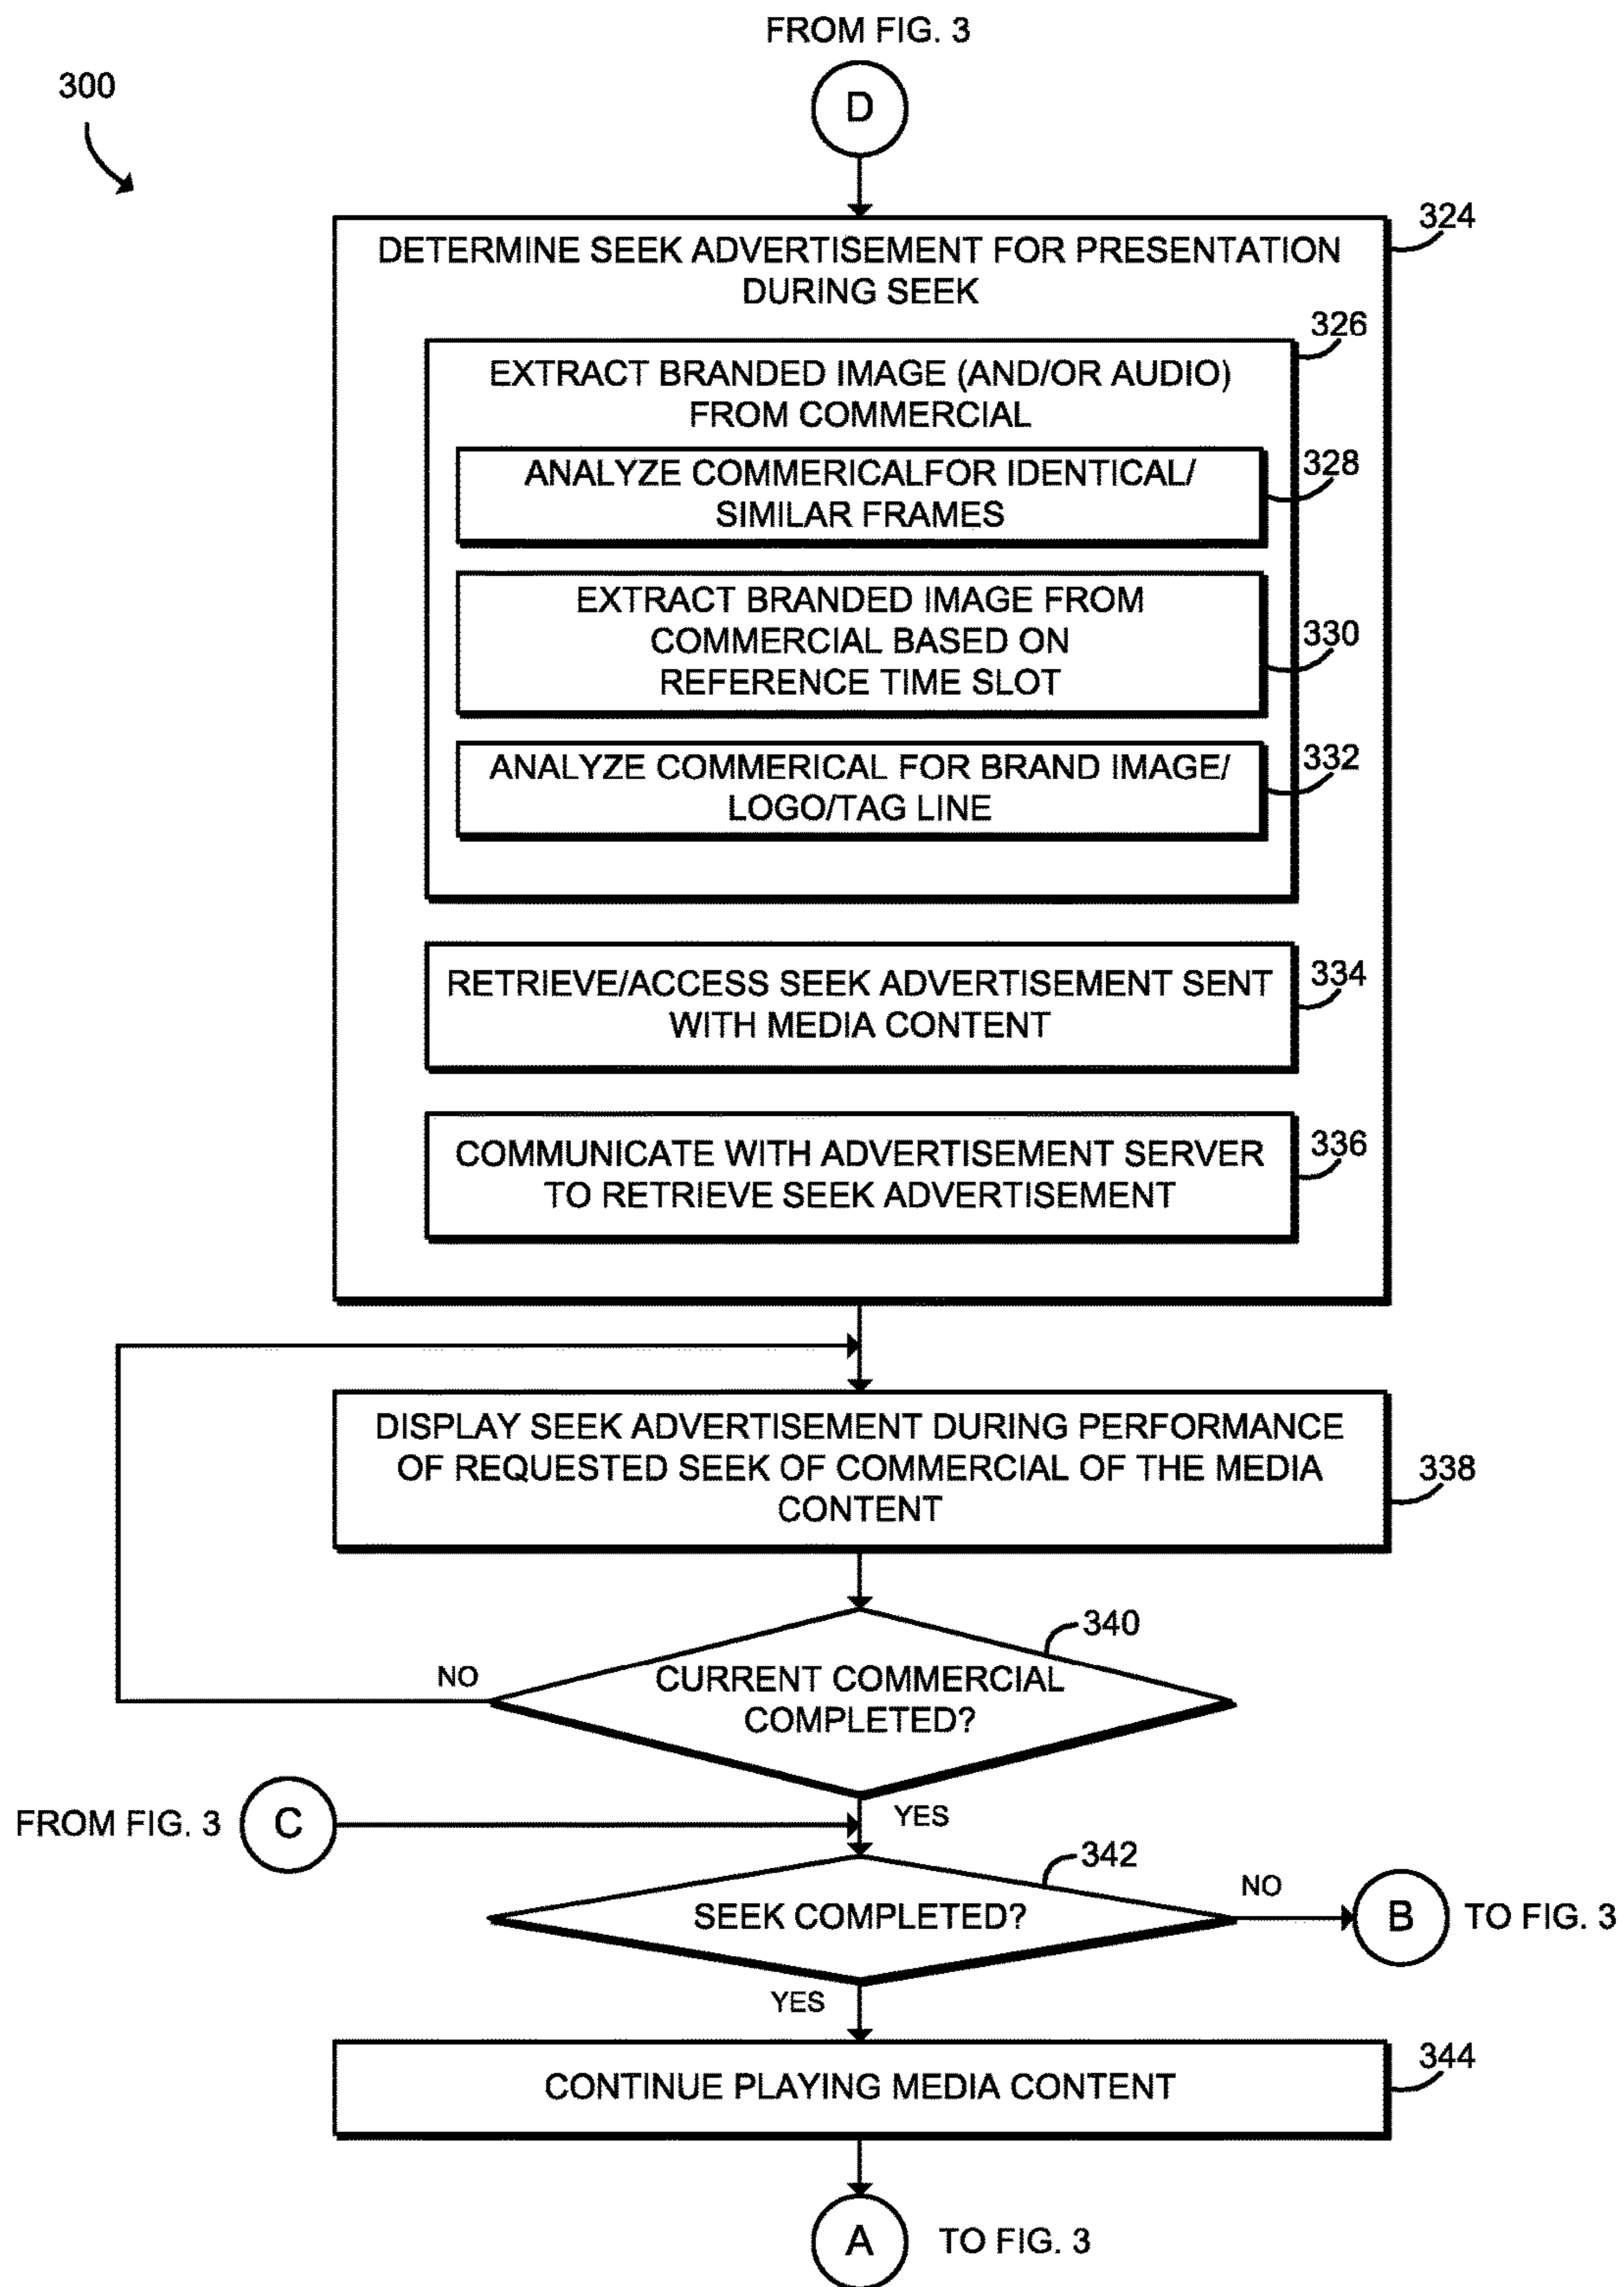 FROM FIG. 3
300
D
324
DETERMINE SEEK ADVERTISEMENT FOR PRESENTATION
DURING SEEK
326
EXTRACT BRANDED IMAGE (AND/OR AUDIO)
FROM COMMERCIAL
328
ANALYZE COMMERICALFOR IDENTICAL/
SIMILAR FRAMES
330
EXTRACT BRANDED IMAGE FROM
COMMERCIAL BASED ON
REFERENCE TIME SLOT
332
ANALYZE COMMERICAL FOR BRAND IMAGE/
LOGO/TAG LINE
334
RETRIEVE/ACCESS SEEK ADVERTISEMENT SENT
WITH MEDIA CONTENT
336
COMMUNICATE WITH ADVERTISEMENT SERVER
TO RETRIEVE SEEK ADVERTISEMENT
DISPLAY SEEK ADVERTISEMENT DURING PERFORMANCE
OF REQUESTED SEEK OF COMMERCIAL OF THE MEDIA
CONTENT
338
340
NO
CURRENT COMMERCIAL
COMPLETED?
YES
FROM FIG. 3
C
342
SEEK COMPLETED?
NO
B
TO FIG. 3
YES
344
CONTINUE PLAYING MEDIA CONTENT
A
TO FIG. 3